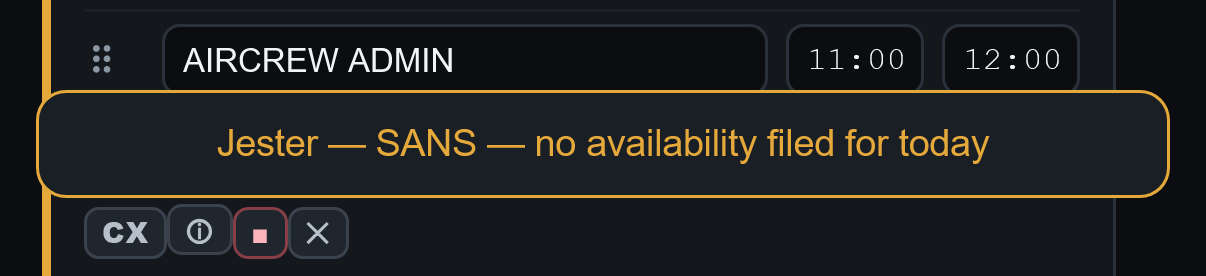 AIRCREW ADMIN 11:00 12:00
Jester — SANS — no availability filed for today
CX